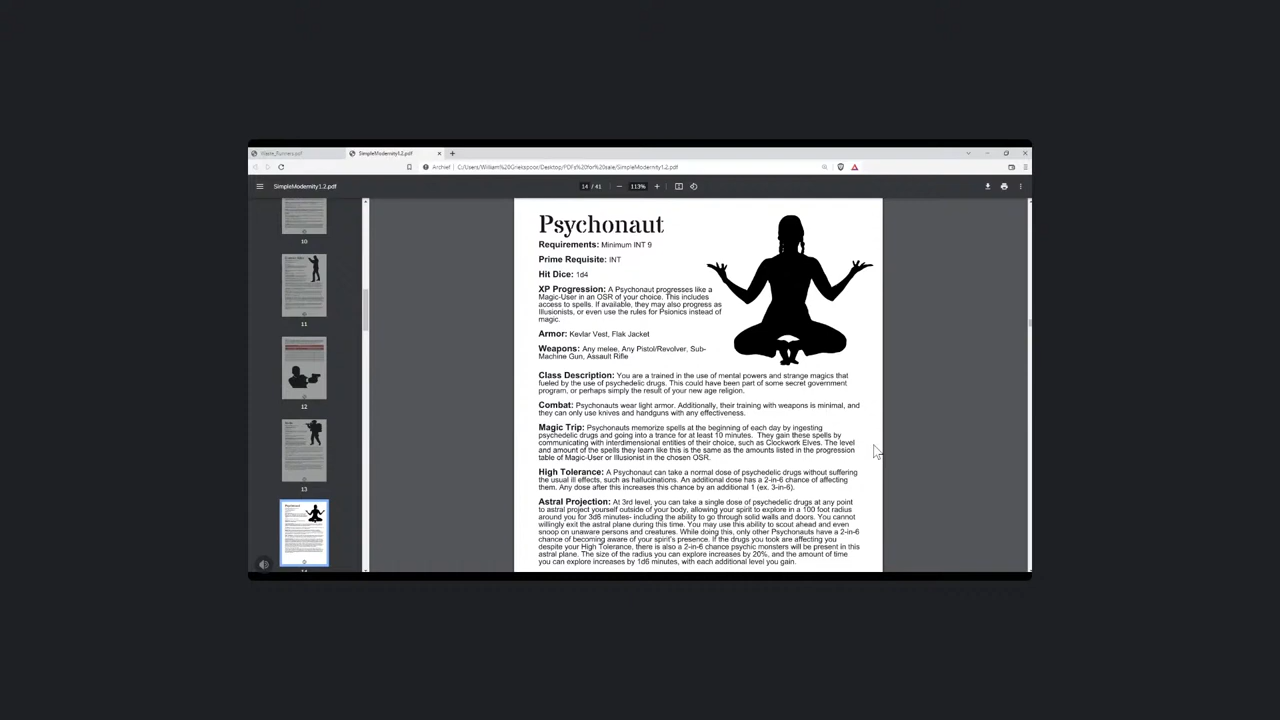 Waste_Runners.pdf
SimpleModernity1.2.pdf
Archief | C:/Users/William%20Gnekspoor/Desktop/PDFs%20for%20sale/SimpleModernity1.2.pdf
SimpleModernity1.2.pdf
14 / 41
113%
10
11
12
13
Psychonaut
Requirements: Minimum INT 9
Prime Requisite: INT
Hit Dice: 1d4
XP Progression: A Psychonaut progresses like a
Magic-User in an OSR of your choice. This includes
access to spells. If available, they may also progress as
Illusionists, or even use the rules for Psionics instead of
magic.
Armor: Kevlar Vest, Flak Jacket
Weapons: Any melee, Any Pistol/Revolver, Sub-
Machine Gun, Assault Rifle
Class Description: You are a trained in the use of mental powers and strange magics that
fueled by the use of psychedelic drugs. This could have been part of some secret government
program, or perhaps simply the result of your new age religion.
Combat: Psychonauts wear light armor. Additionally, their training with weapons is minimal, and
they can only use knives and handguns with any effectiveness.
Magic Trip: Psychonauts memorize spells at the beginning of each day by ingesting
psychedelic drugs and going into a trance for at least 10 minutes. They gain these spells by
communicating with interdimensional entities of their choice, such as Clockwork Elves. The level
and amount of the spells they learn like this is the same as the amounts listed in the progression
table of Magic-User or Illusionist in the chosen OSR.
High Tolerance: A Psychonaut can take a normal dose of psychedelic drugs without suffering
the usual ill effects, such as hallucinations. An additional dose has a 2-in-6 chance of affecting
them. Any dose after this increases this chance by an additional 1 (ex. 3-in-6).
Astral Projection: At 3rd level, you can take a single dose of psychedelic drugs at any point
to astral project yourself outside of your body, allowing your spirit to explore in a 100 foot radius
around you for 3d6 minutes- including the ability to go through solid walls and doors. You cannot
willingly exit the astral plane during this time. You may use this ability to scout ahead and even
snoop on unaware persons and creatures. While doing this, only other Psychonauts have a 2-in-6
chance of becoming aware of your spirit's presence. If the drugs you took are affecting you
despite your High Tolerance, there is also a 2-in-6 chance psychic monsters will be present in this
astral plane. The size of the radius you can explore increases by 20%, and the amount of time
you can explore increases by 1d6 minutes, with each additional level you gain.